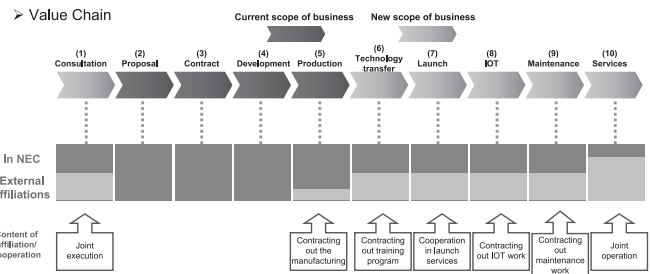 ➢ Value Chain
Current scope of business
New scope of business
(1)
Consultation
(2)
Proposal
(3)
Contract
(4)
Development
(5)
Production
(6)
Technology
transfer
(7)
Launch
(8)
IOT
(9)
Maintenance
(10)
Services
In NEC
External
ffiliations
Content of
ffiliation/
ooperation
Joint
execution
Contracting
out the
manufacturing
Contracting
out training
program
Cooperation
in launch
services
Contracting
out IOT work
Contracting
out
maintenance
work
Joint
operation